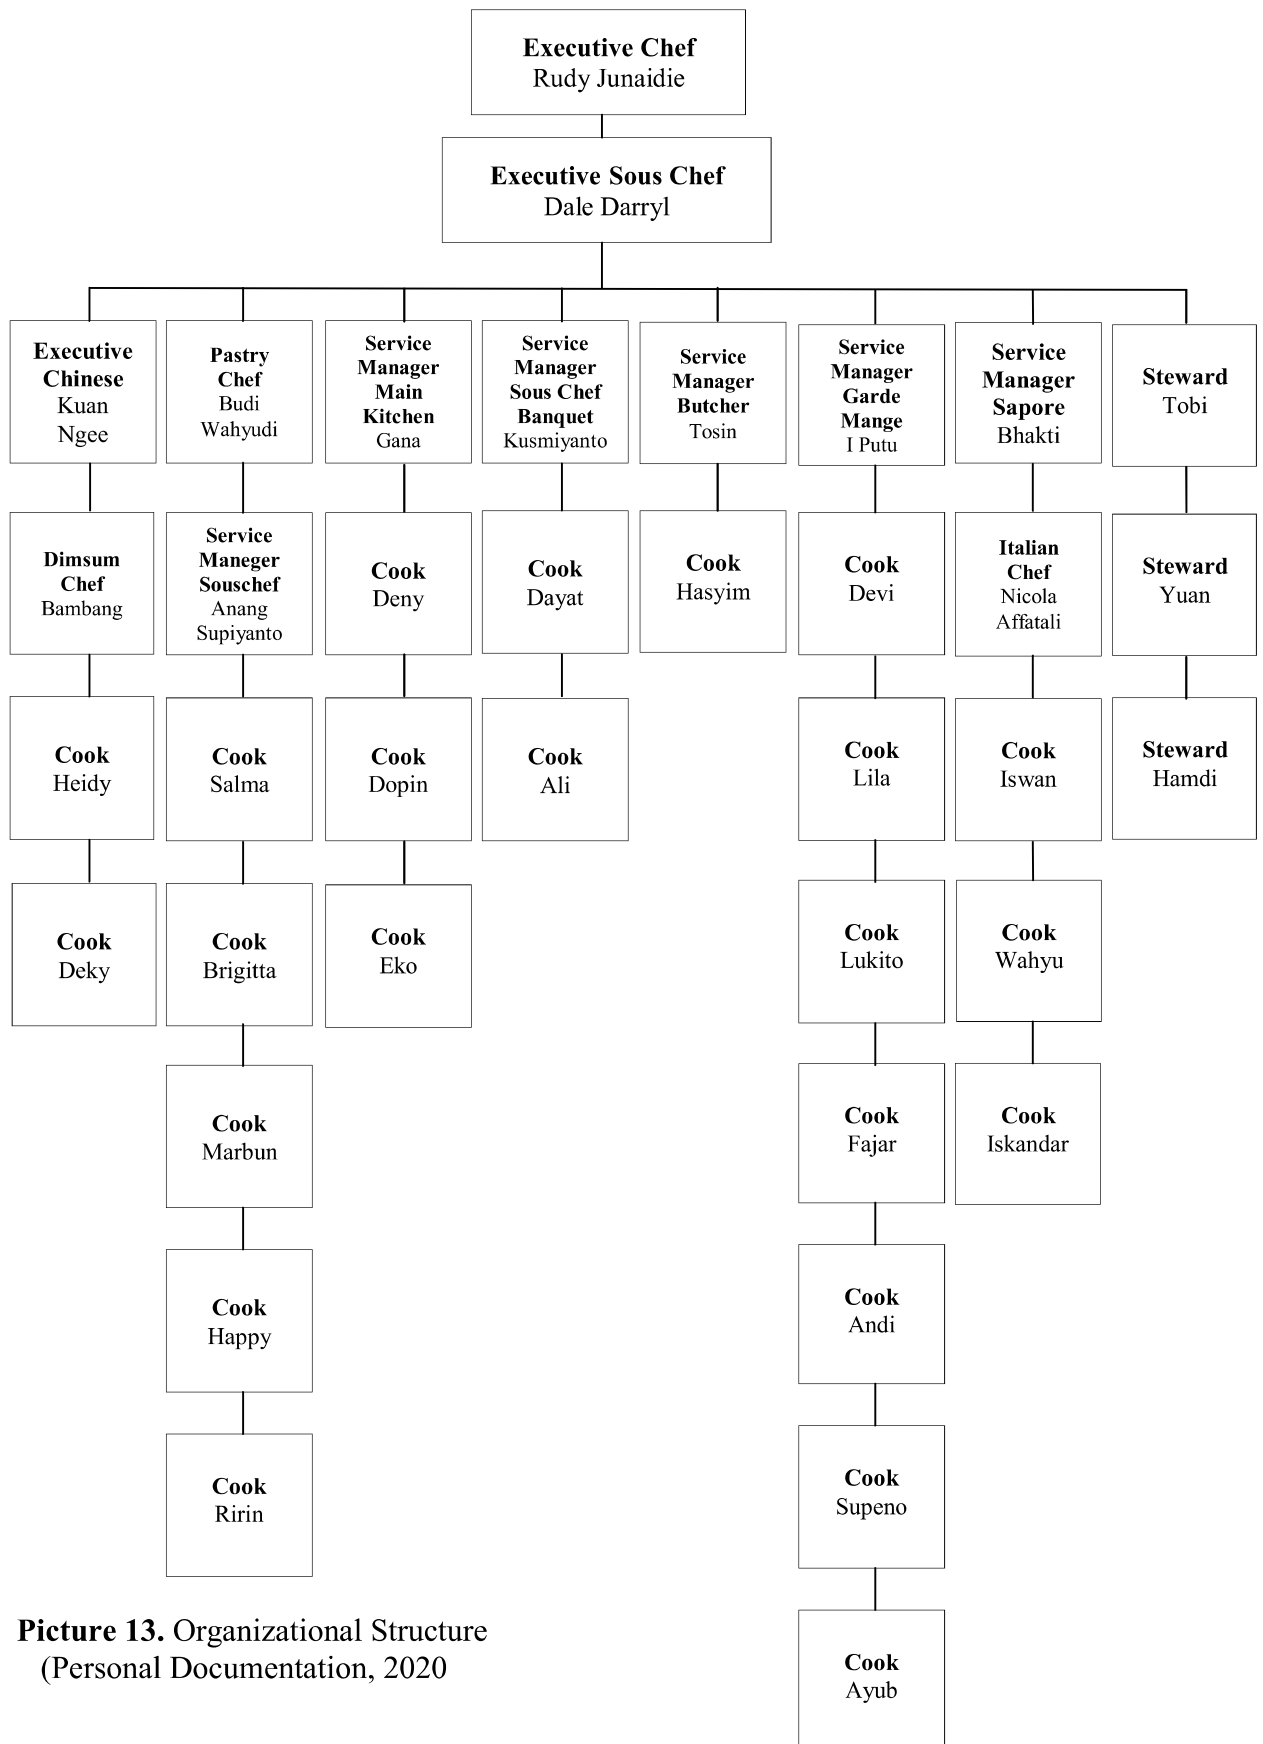 Executive Chef
Rudy Junaidie
Executive Sous Chef
Dale Darryl
Executive
Chinese
Kuan
Ngee
Pastry
Chef
Budi
Wahyudi
Service
Manager
Main
Kitchen
Gana
Service
Manager
Sous Chef
Banquet
Kusmiyanto
Service
Manager
Butcher
Tosin
Service
Manager
Garde
Mange
I Putu
Service
Manager
Sapore
Bhakti
Steward
Tobi
Dimsum
Chef
Bambang
Service
Maneger
Souschef
Anang
Supiyanto
Cook
Deny
Cook
Dayat
Cook
Hasyim
Cook
Devi
Italian
Chef
Nicola
Affatali
Steward
Yuan
Cook
Heidy
Cook
Salma
Cook
Dopin
Cook
Ali
Cook
Lila
Cook
Iswan
Steward
Hamdi
Cook
Deky
Cook
Brigitta
Cook
Eko
Cook
Lukito
Cook
Wahyu
Cook
Marbun
Cook
Fajar
Cook
Iskandar
Cook
Happy
Cook
Andi
Cook
Ririn
Cook
Supeno
Cook
Ayub
Picture 13. Organizational Structure
(Personal Documentation, 2020